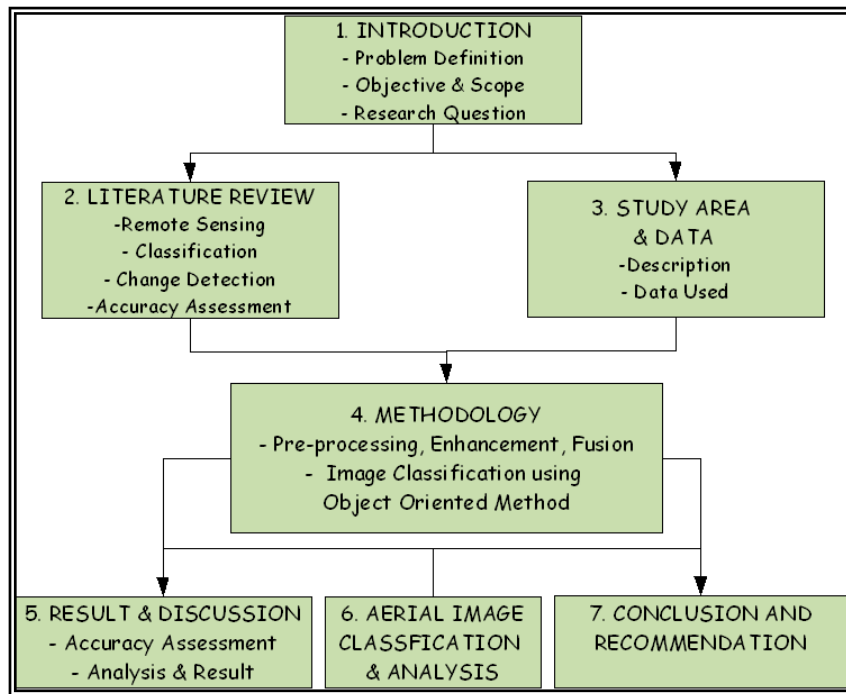 1. INTRODUCTION
- Problem Definition
- Objective & Scope
- Research Question
2. LITERATURE REVIEW
-Remote Sensing
- Classification
- Change Detection
-Accuracy Assessment
3. STUDY AREA
& DATA
-Description
- Data Used
4. METHODOLOGY
- Pre-processing, Enhancement, Fusion
- Image Classification using
Object Oriented Method
5. RESULT & DISCUSSION
- Accuracy Assessment
- Analysis & Result
6. AERIAL IMAGE
CLASSFICATION
& ANALYSIS
7. CONCLUSION AND
RECOMMENDATION